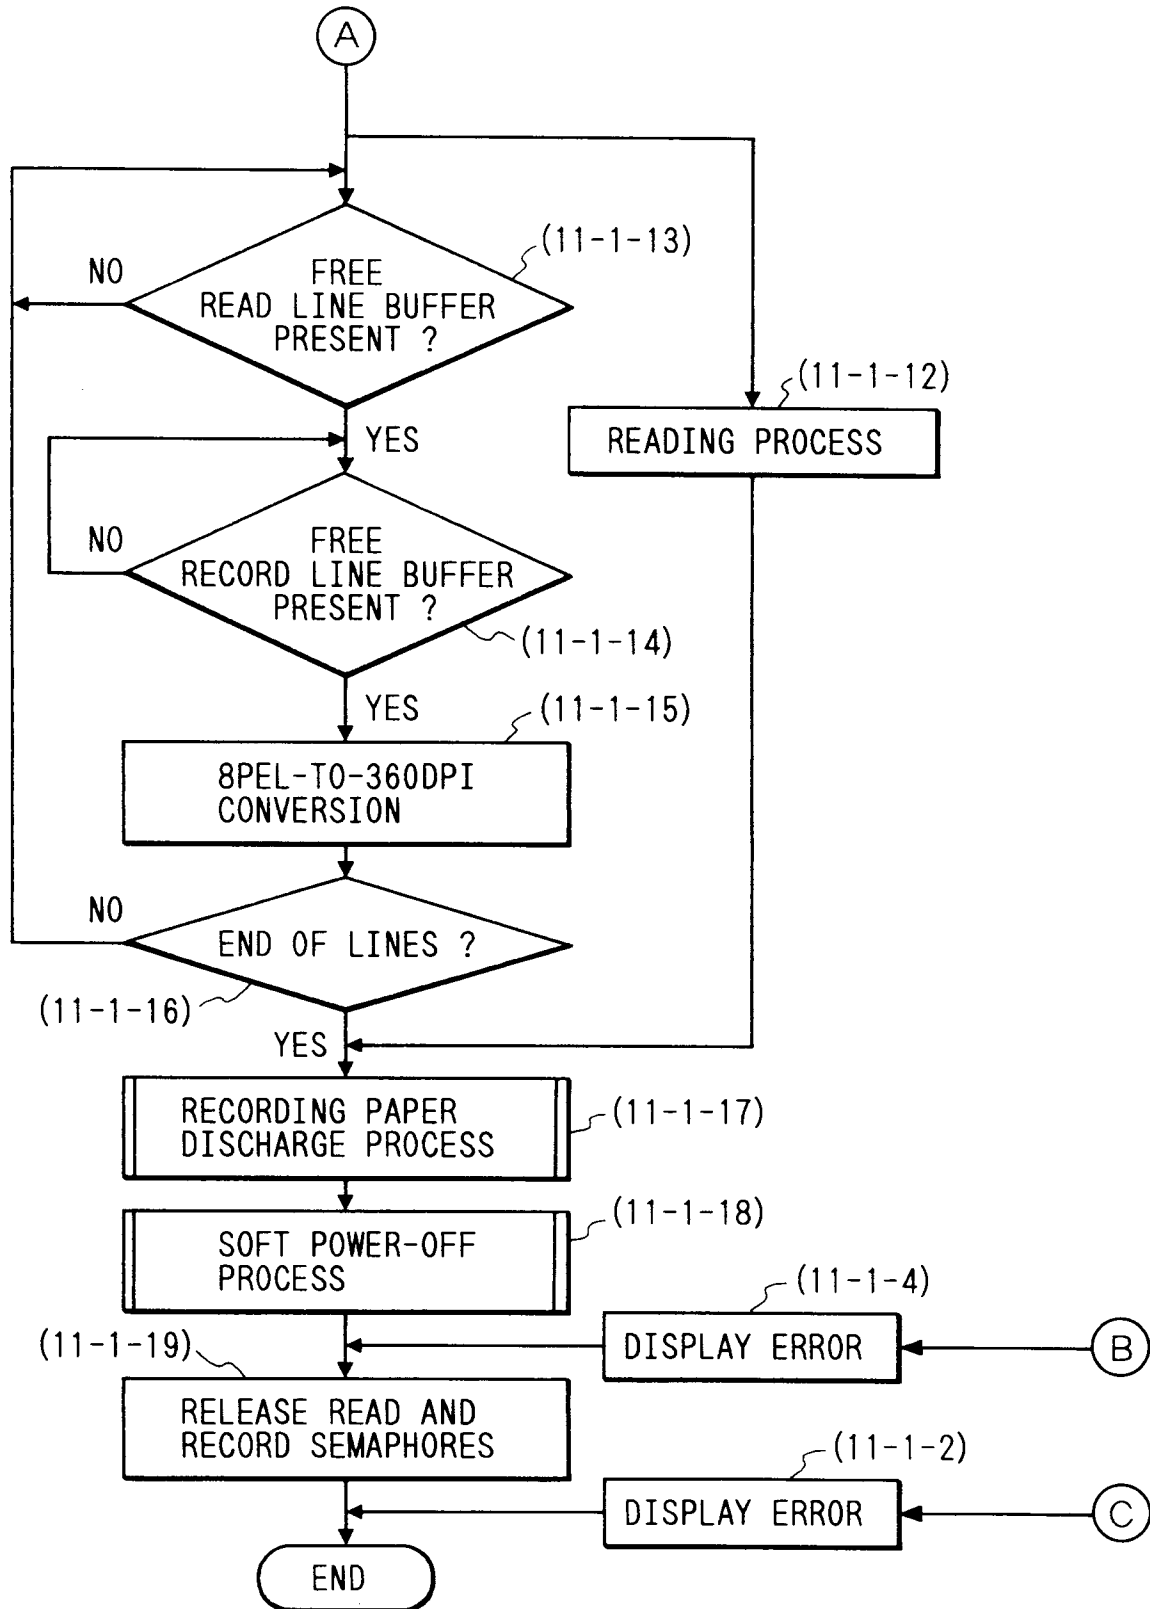 A
(11-1-13)
NO
FREE
READ LINE BUFFER
PRESENT ?
(11-1-12)
YES
READING PROCESS
NO
FREE
RECORD LINE BUFFER
PRESENT ?
(11-1-14)
YES
(11-1-15)
8PEL-TO-360DPI
CONVERSION
NO
END OF LINES ?
(11-1-16)
YES
RECORDING PAPER
DISCHARGE PROCESS
(11-1-17)
SOFT POWER-OFF
PROCESS
(11-1-18)
(11-1-4)
(11-1-19)
DISPLAY ERROR
B
RELEASE READ AND
RECORD SEMAPHORES
(11-1-2)
DISPLAY ERROR
C
END